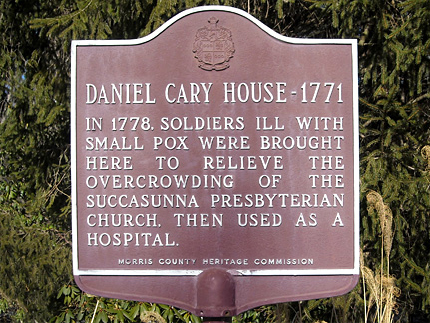 DANIEL CARY HOUSE - 1771
IN 1778, SOLDIERS ILL WITH
SMALL POX WERE BROUGHT
HERE TO RELIEVE THE
OVERCROWDING OF THE
SUCCASUNNA PRESBYTERIAN
CHURCH, THEN USED AS A
HOSPITAL.
MORRIS COUNTY HERITAGE COMMISSION